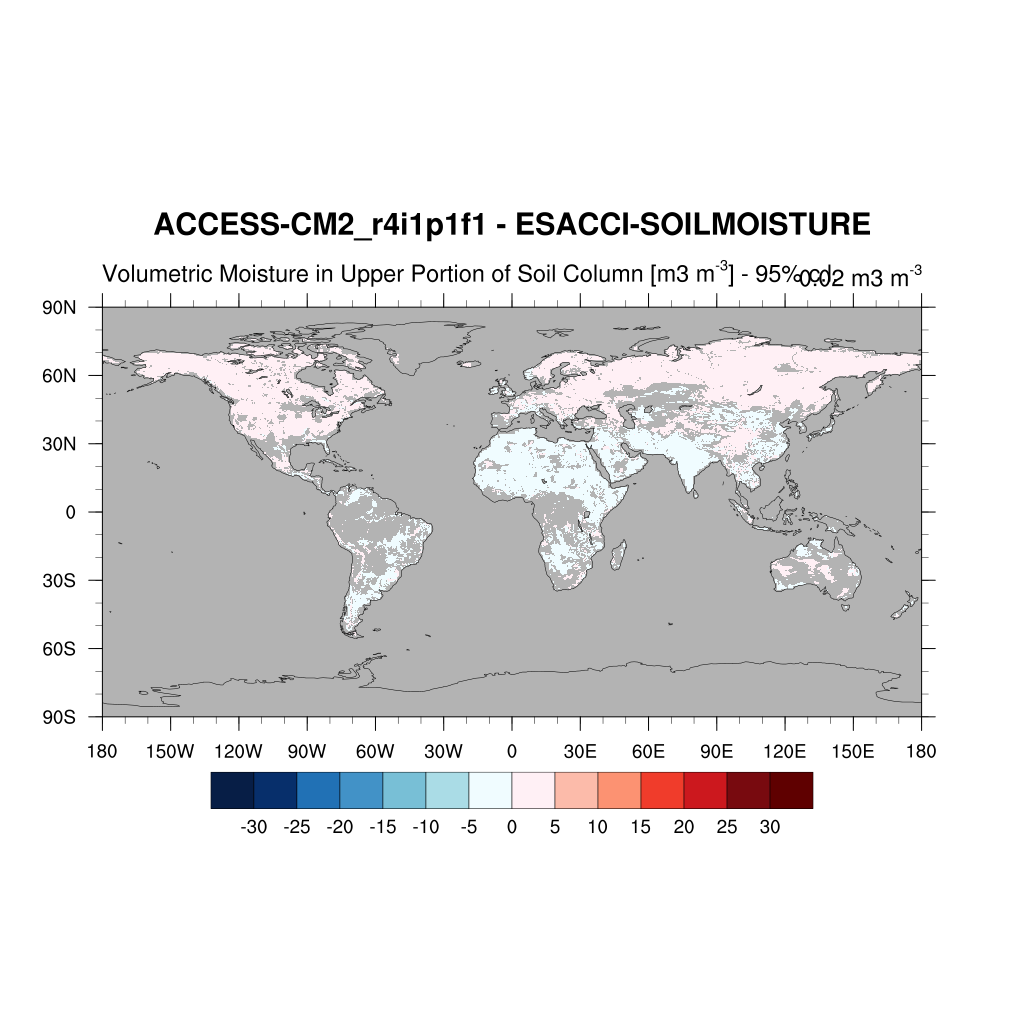 ACCESS-CM2_r4i1p1f1 - ESACCI-SOILMOISTURE
Volumetric Moisture in Upper Portion of Soil Column [m3 m-3] - 95% 0.02 m3 m-3
90N
60N
30N
0
30S
60S
90S
180 150W 120W 90W 60W 30W 0 30E 60E 90E 120E 150E 180
-30 -25 -20 -15 -10 -5 0 5 10 15 20 25 30